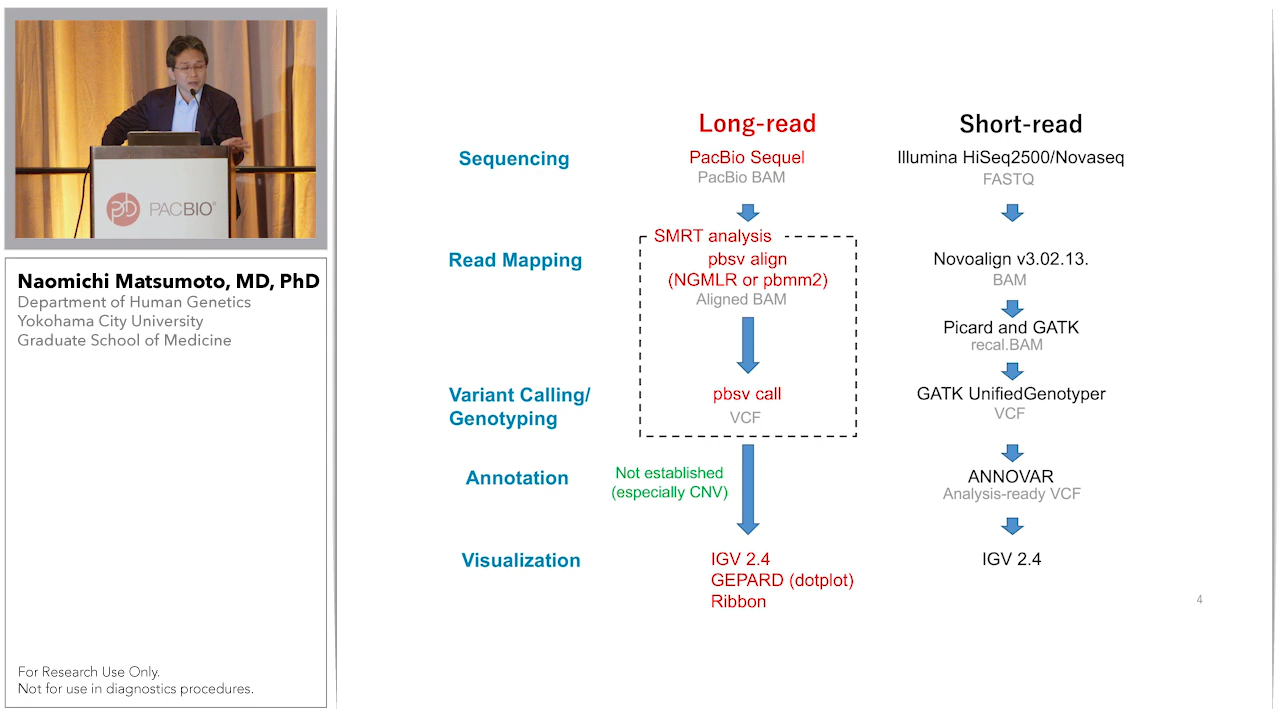 pb PACBIO®
Naomichi Matsumoto, MD, PhD
Department of Human Genetics
Yokohama City University
Graduate School of Medicine
For Research Use Only.
Not for use in diagnostics procedures.
Long-read
Short-read
Sequencing
PacBio Sequel
PacBio BAM
Illumina HiSeq2500/Novaseq
FASTQ
SMRT analysis
Read Mapping
pbsv align
(NGMLR or pbmm2)
Aligned BAM
Novoalign v3.02.13.
BAM
Picard and GATK
recal.BAM
Variant Calling/
Genotyping
pbsv call
VCF
GATK UnifiedGenotyper
VCF
Annotation
Not established
(especially CNV)
ANNOVAR
Analysis-ready VCF
Visualization
IGV 2.4
GEPARD (dotplot)
Ribbon
IGV 2.4
4